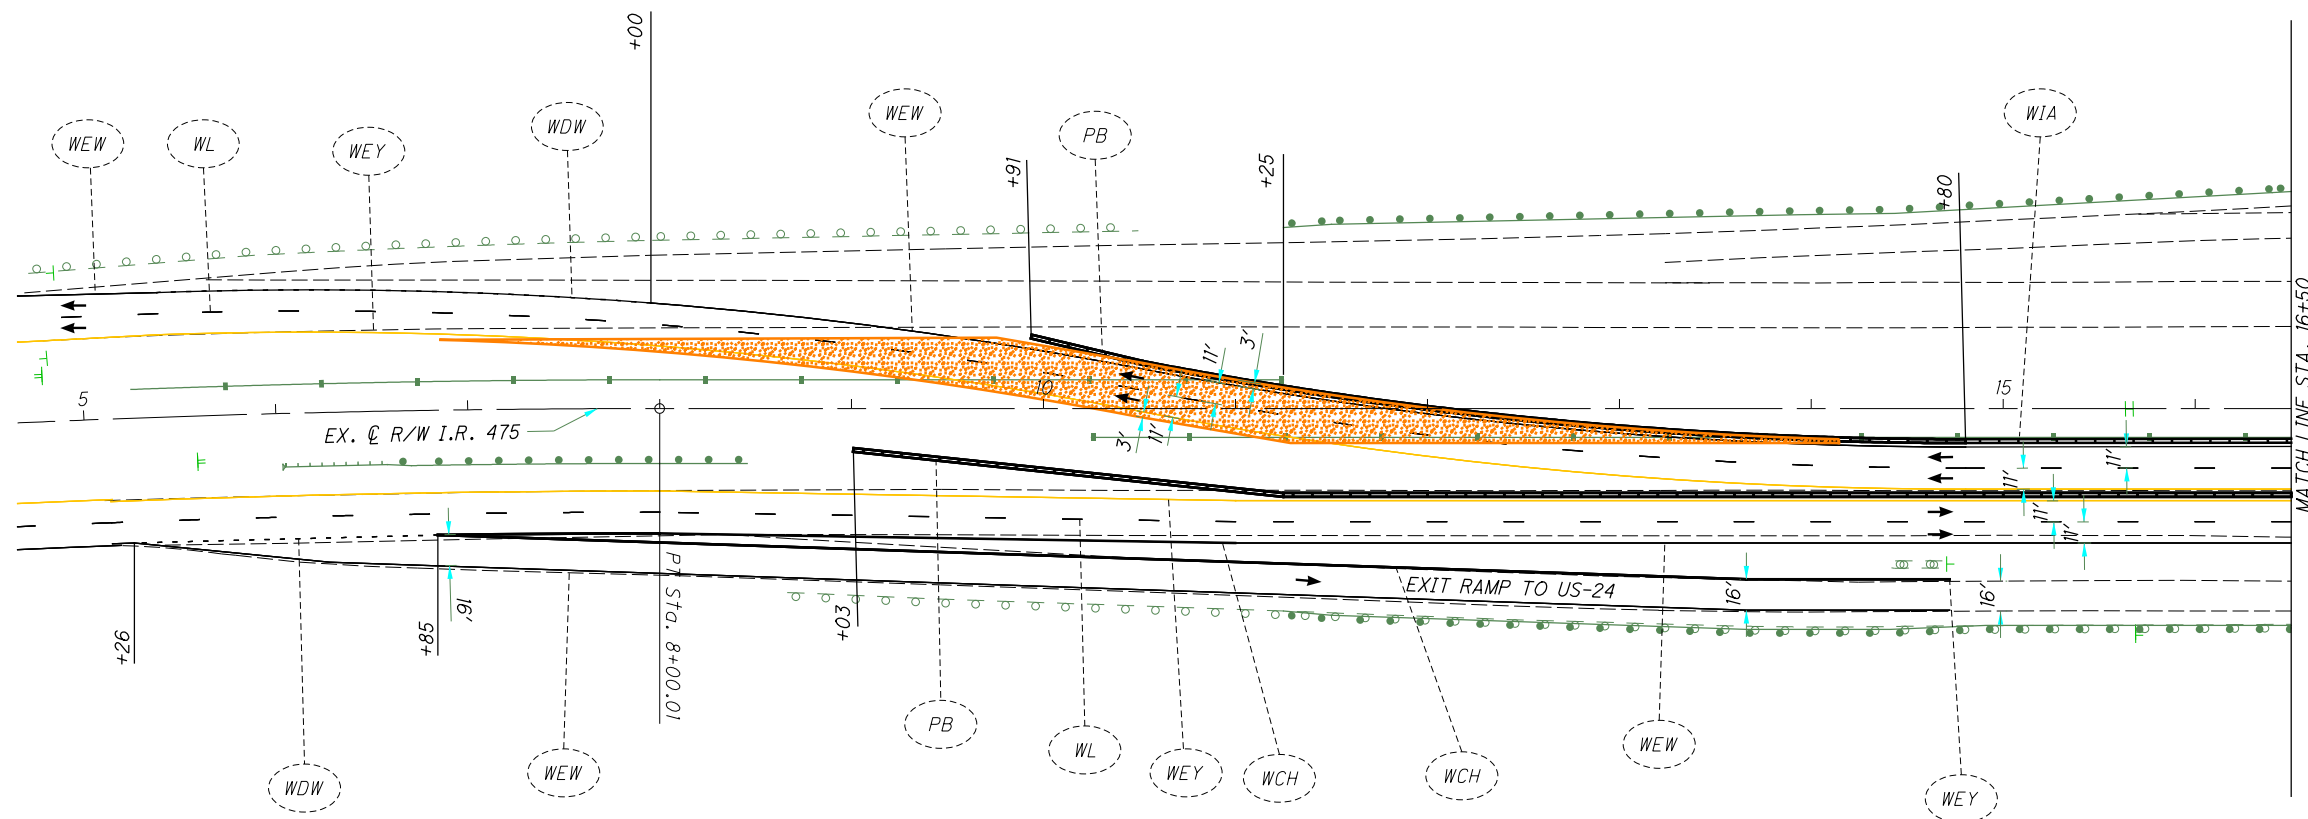 +00
WEW
WL
WEY
WDW
WEW
PB
+91
+25
+80
WIA
11'
3'
5
10
15
EX. ℄ R/W I.R. 475
3'
11'
11'
11'
11'
11'
MATCH LINE STA. 16+50
EXIT RAMP TO US-24
16'
16'
16'
+26
+85
PT Sta. 8+00.01
+03
WDW
WEW
PB
WL
WEY
WCH
WCH
WEW
WEY